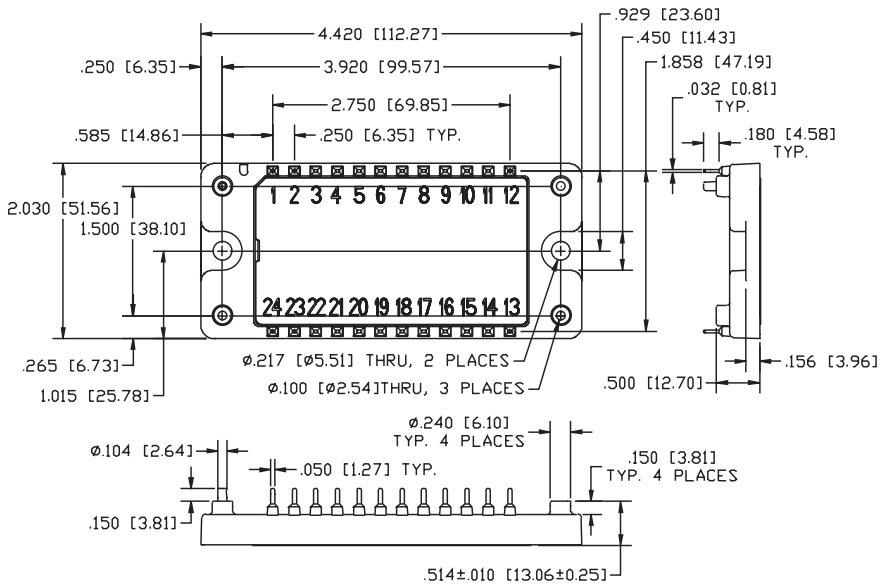 .929 [23.60]
4.420 [112.27]
.450 [11.43]
.250 [6.35]
3.920 [99.57]
1.858 [47.19]
2.750 [69.85]
.032 [0.81]
TYP.
.585 [14.86]
.250 [6.35] TYP.
.180 [4.58]
TYP.
1 2 3 4 5 6 7 8 9 10 11 12
2.030 [51.56]
1.500 [38.10]
24 23 22 21 20 19 18 17 16 15 14 13
.265 [6.73]
Ø.217 [Ø5.51] THRU, 2 PLACES
.156 [3.96]
.500 [12.70]
Ø.100 [Ø2.54]THRU, 3 PLACES
1.015 [25.78]
Ø.240 [6.10]
TYP. 4 PLACES
Ø.104 [2.64]
.050 [1.27] TYP.
.150 [3.81]
TYP. 4 PLACES
.150 [3.81]
.514±.010 [13.06±0.25]